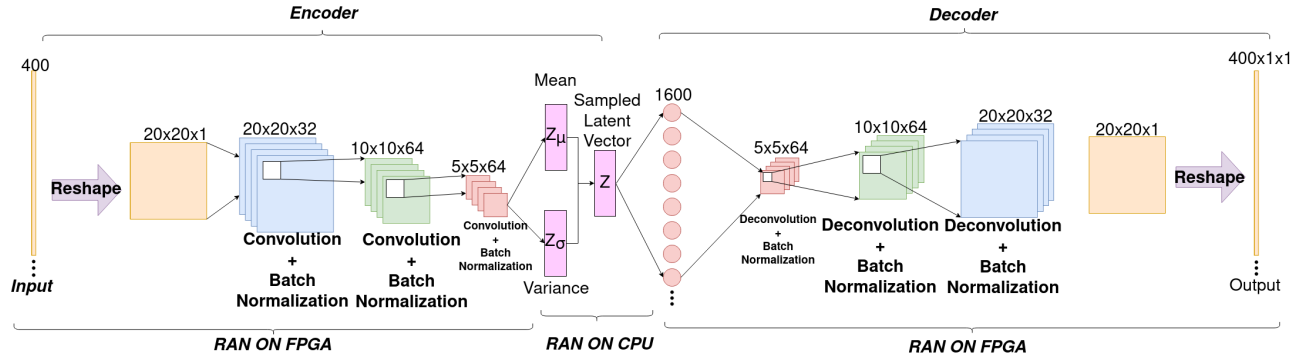 Encoder
Decoder
400
Reshape
20x20x1
20x20x32
10x10x64
5x5x64
Convolution
+
Batch
Normalization
Convolution
+
Batch
Normalization
Convolution
+
Batch
Normalization
Mean
Zμ
Zσ
Variance
Sampled
Latent
Vector
Z
1600
5x5x64
10x10x64
20x20x32
20x20x1
Deconvolution
+
Batch
Normalization
Deconvolution
+
Batch
Normalization
Deconvolution
+
Batch
Normalization
Reshape
400x1x1
Input
Output
RAN ON FPGA
RAN ON CPU
RAN ON FPGA